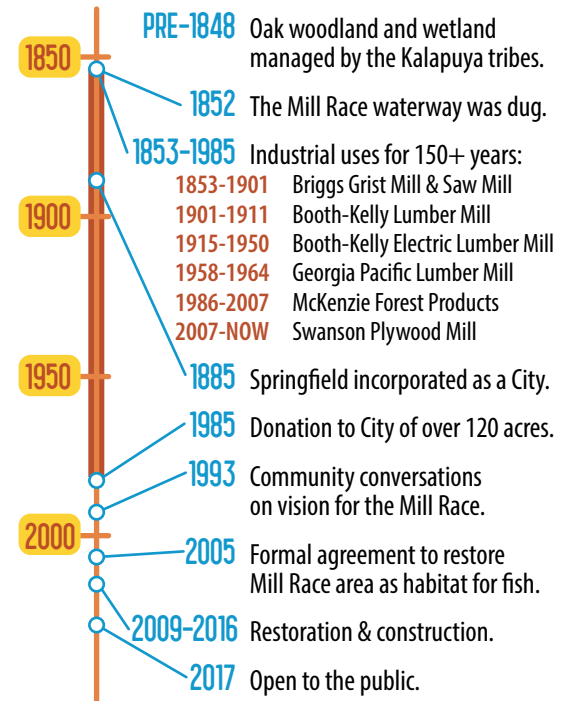 PRE-1848 Oak woodland and wetland
managed by the Kalapuya tribes.
1850
1852 The Mill Race waterway was dug.
1853-1985 Industrial uses for 150+ years:
1853-1901 Briggs Grist Mill & Saw Mill
1901-1911 Booth-Kelly Lumber Mill
1900
1915-1950 Booth-Kelly Electric Lumber Mill
1958-1964 Georgia Pacific Lumber Mill
1986-2007 McKenzie Forest Products
2007-NOW Swanson Plywood Mill
1950
1885 Springfield incorporated as a City.
1985 Donation to City of over 120 acres.
1993 Community conversations
on vision for the Mill Race.
2000
2005 Formal agreement to restore
Mill Race area as habitat for fish.
2009-2016 Restoration & construction.
2017 Open to the public.